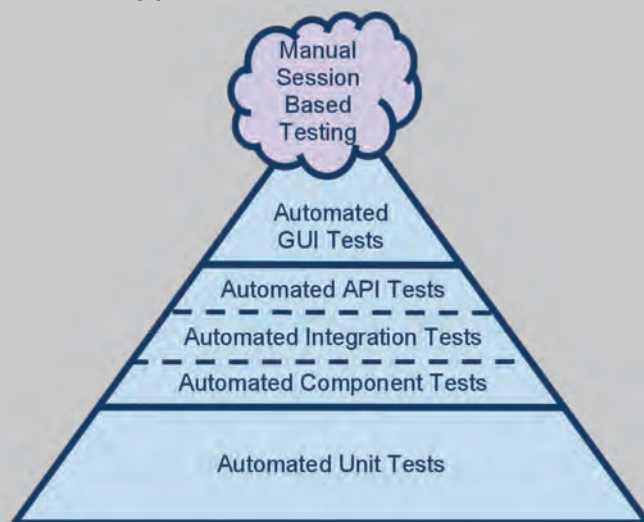 Manual
Session
Based
Testing
Automated
GUI Tests
Automated API Tests
Automated Integration Tests
Automated Component Tests
Automated Unit Tests